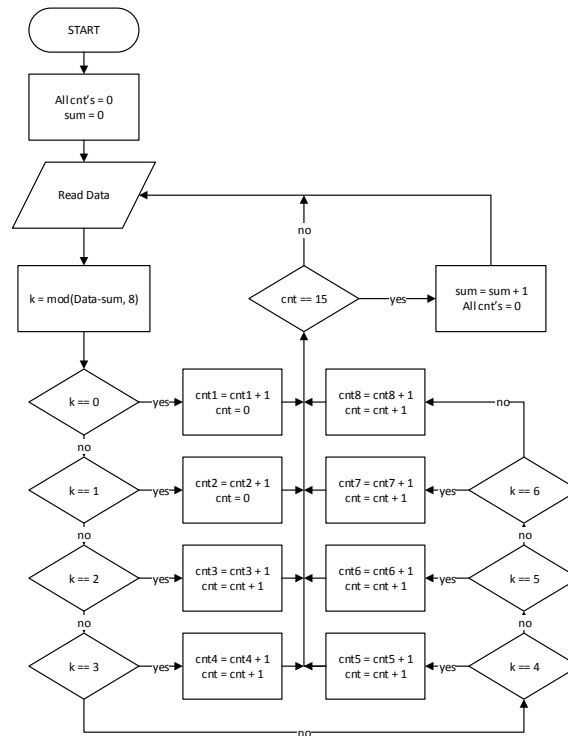 START
All cnt's = 0
sum = 0
Read Data
no
k = mod(Data-sum, 8)
cnt == 15
yes
sum = sum + 1
All cnt's = 0
k == 0
yes
cnt1 = cnt1 + 1
cnt = 0
cnt8 = cnt8 + 1
cnt = cnt + 1
no
no
k == 1
yes
cnt2 = cnt2 + 1
cnt = 0
cnt7 = cnt7 + 1
cnt = cnt + 1
yes
k == 6
no
no
k == 2
yes
cnt3 = cnt3 + 1
cnt = cnt + 1
cnt6 = cnt6 + 1
cnt = cnt + 1
yes
k == 5
no
no
k == 3
yes
cnt4 = cnt4 + 1
cnt = cnt + 1
cnt5 = cnt5 + 1
cnt = cnt + 1
yes
k == 4
no